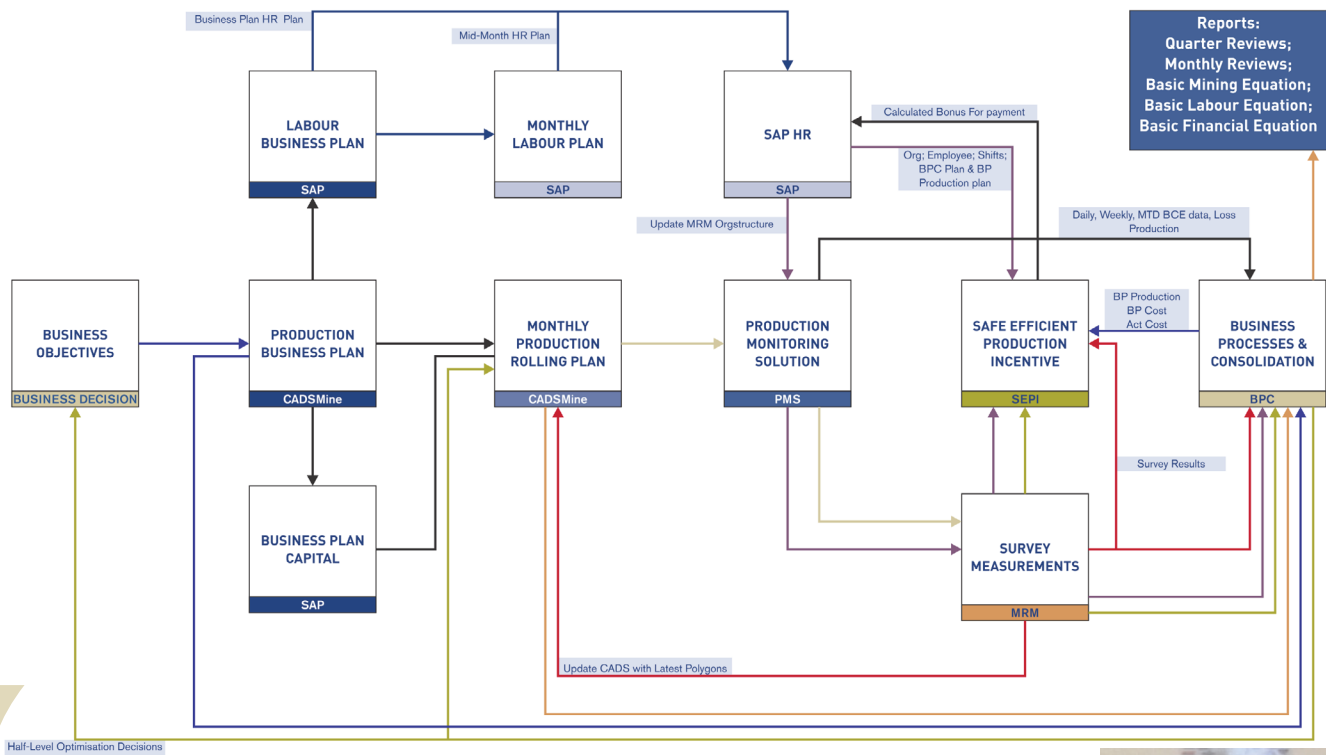 Business Plan HR Plan
Mid-Month HR Plan
Reports:
Quarter Reviews;
Monthly Reviews;
Basic Mining Equation;
Basic Labour Equation;
Basic Financial Equation
LABOUR
BUSINESS PLAN
SAP
MONTHLY
LABOUR PLAN
SAP
SAP HR
SAP
Calculated Bonus For payment
Org; Employee; Shifts;
BPC Plan & BP
Production plan
Update MRM Orgstructure
Daily, Weekly, MTD BCE data, Loss
Production
BUSINESS
OBJECTIVES
BUSINESS DECISION
PRODUCTION
BUSINESS PLAN
CADSMine
MONTHLY
PRODUCTION
ROLLING PLAN
CADSMine
PRODUCTION
MONITORING
SOLUTION
PMS
SAFE EFFICIENT
PRODUCTION
INCENTIVE
SEPI
BP Production
BP Cost
Act Cost
BUSINESS
PROCESSES &
CONSOLIDATION
BPC
Survey Results
BUSINESS PLAN
CAPITAL
SAP
SURVEY
MEASUREMENTS
MRM
Update CADS with Latest Polygons
Half-Level Optimisation Decisions